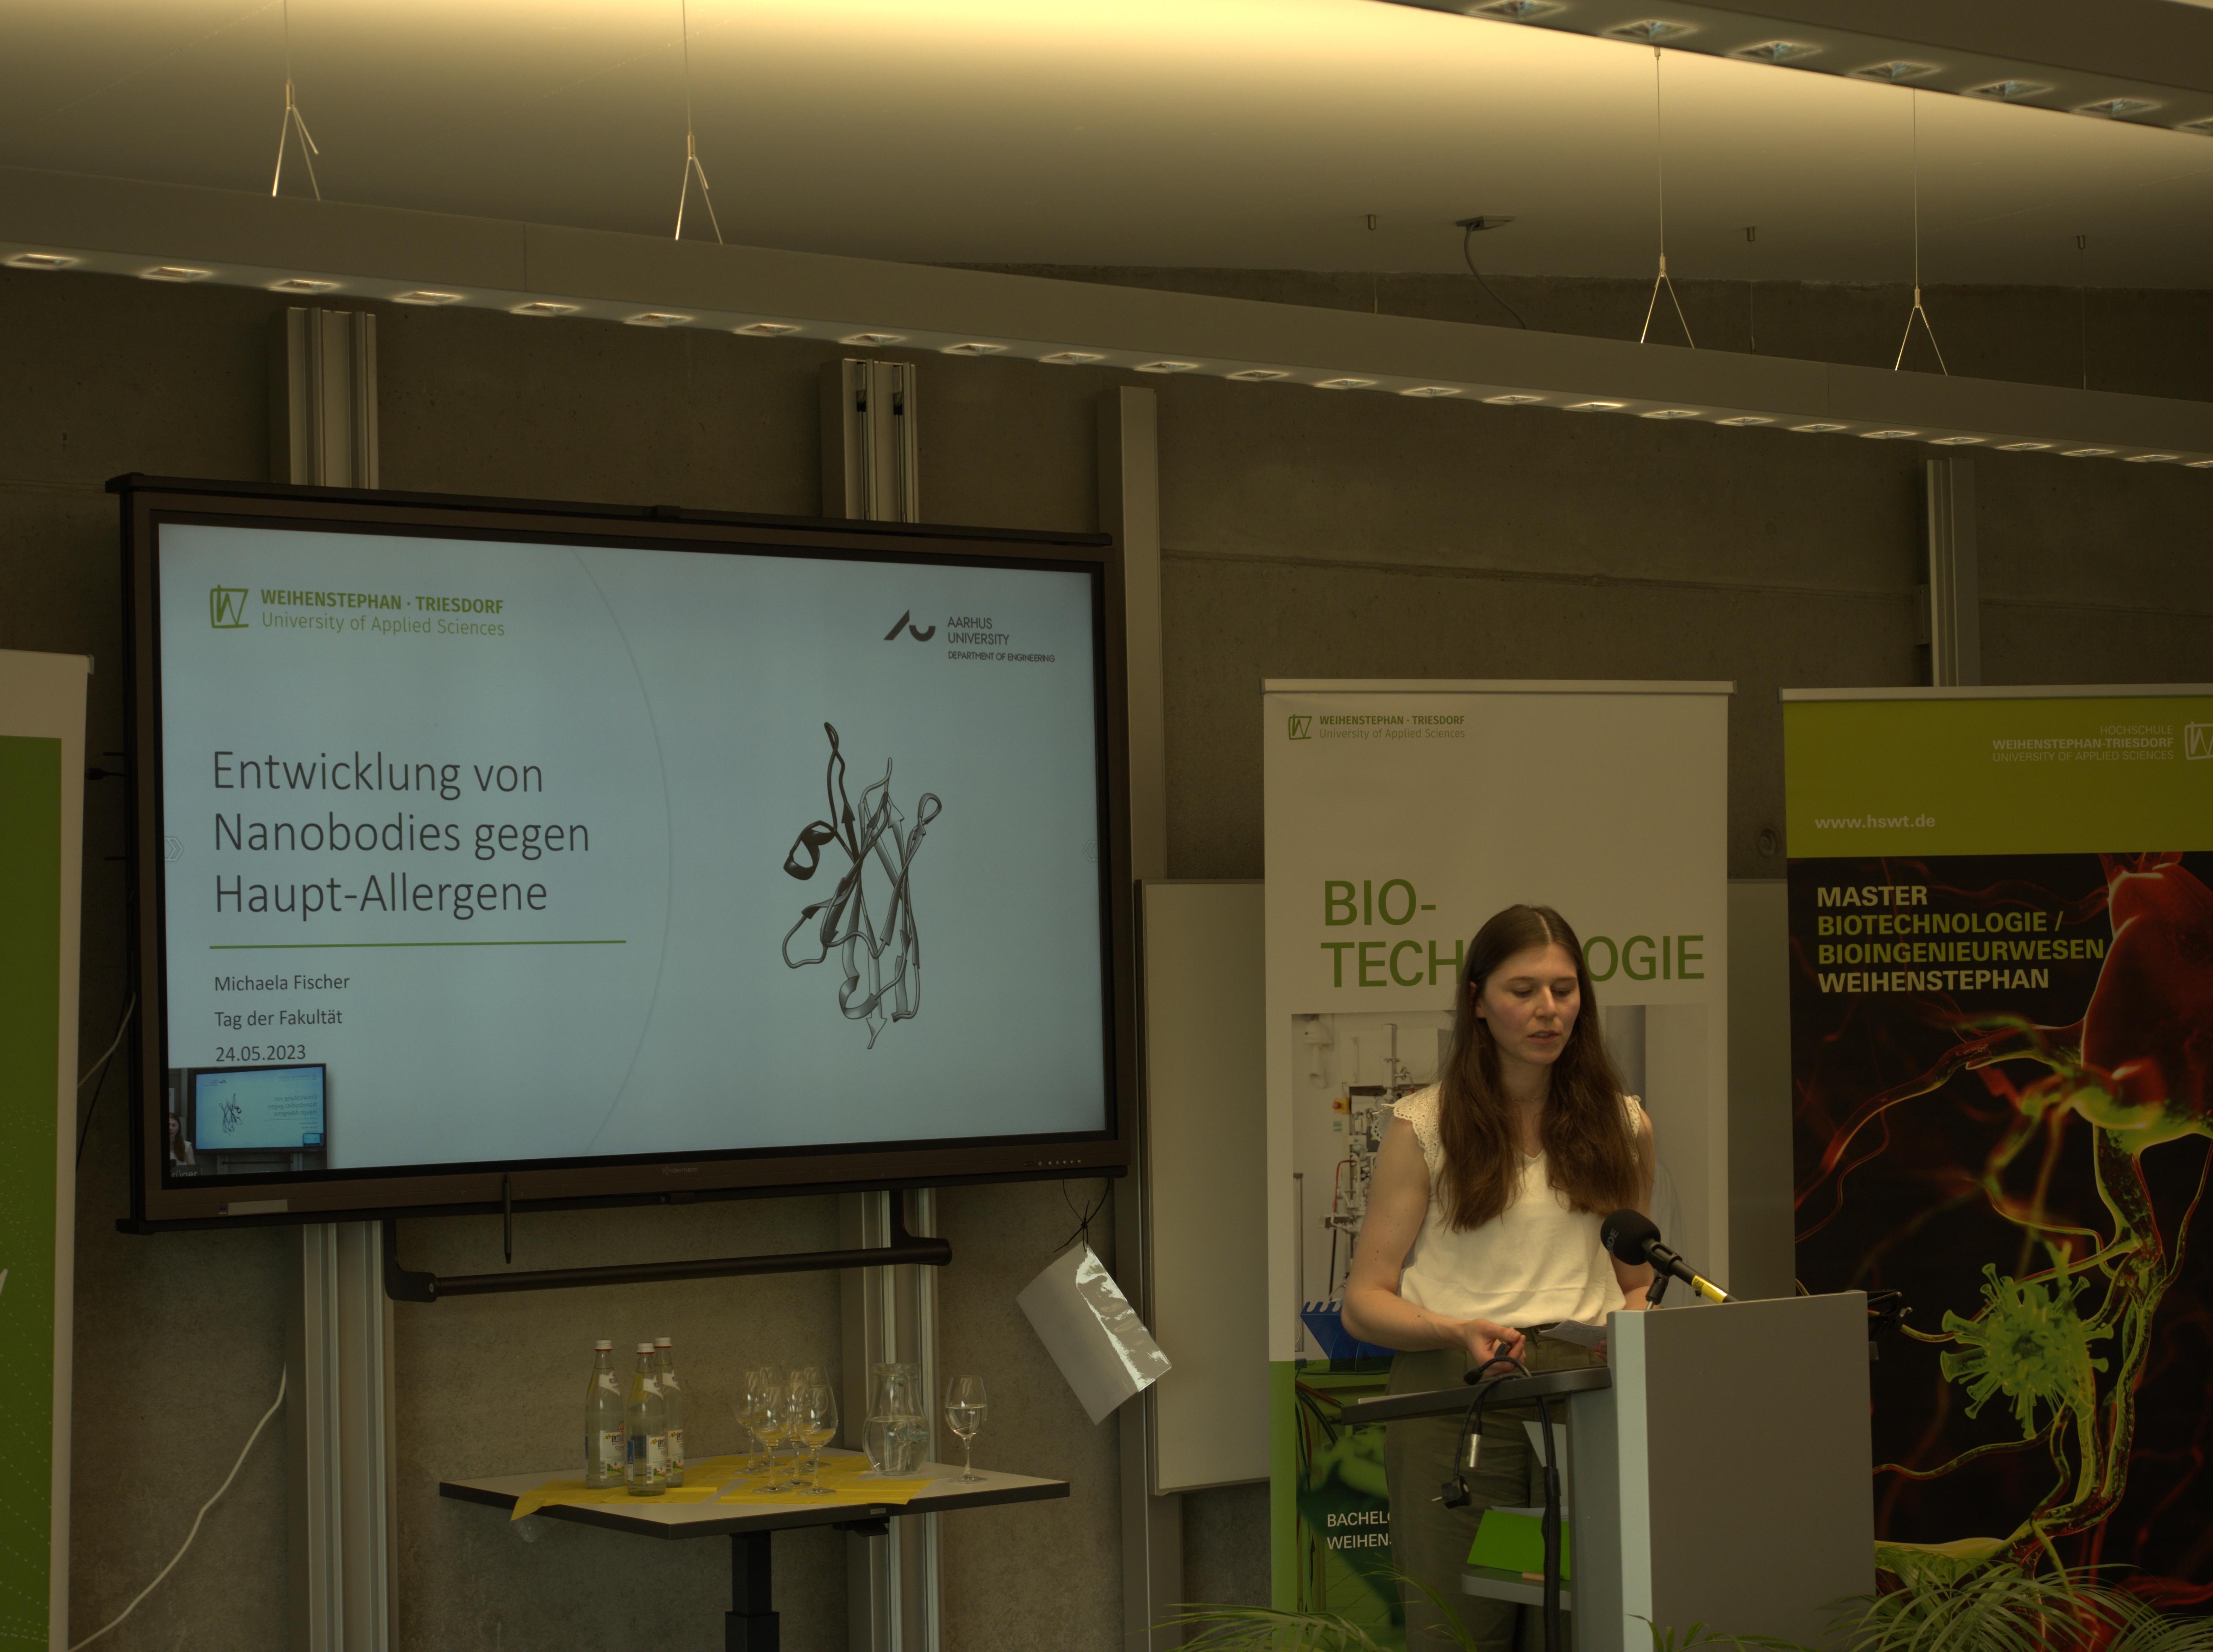 WEIHENSTEPHAN · TRIESDORF
University of Applied Sciences
AARHUS
UNIVERSITY
DEPARTMENT OF ENGINEERING
Entwicklung von
Nanobodies gegen
Haupt-Allergene
Michaela Fischer
Tag der Fakultät
24.05.2023
WEIHENSTEPHAN · TRIESDORF
University of Applied Sciences
BIO-
TECH OGIE
BACHEL
WEIHEN
HOCHSCHULE
WEIHENSTEPHAN-TRIESDORF
UNIVERSITY OF APPLIED SCIENCES
www.hswt.de
MASTER
BIOTECHNOLOGIE /
BIOINGENIEURWESEN
WEIHENSTEPHAN